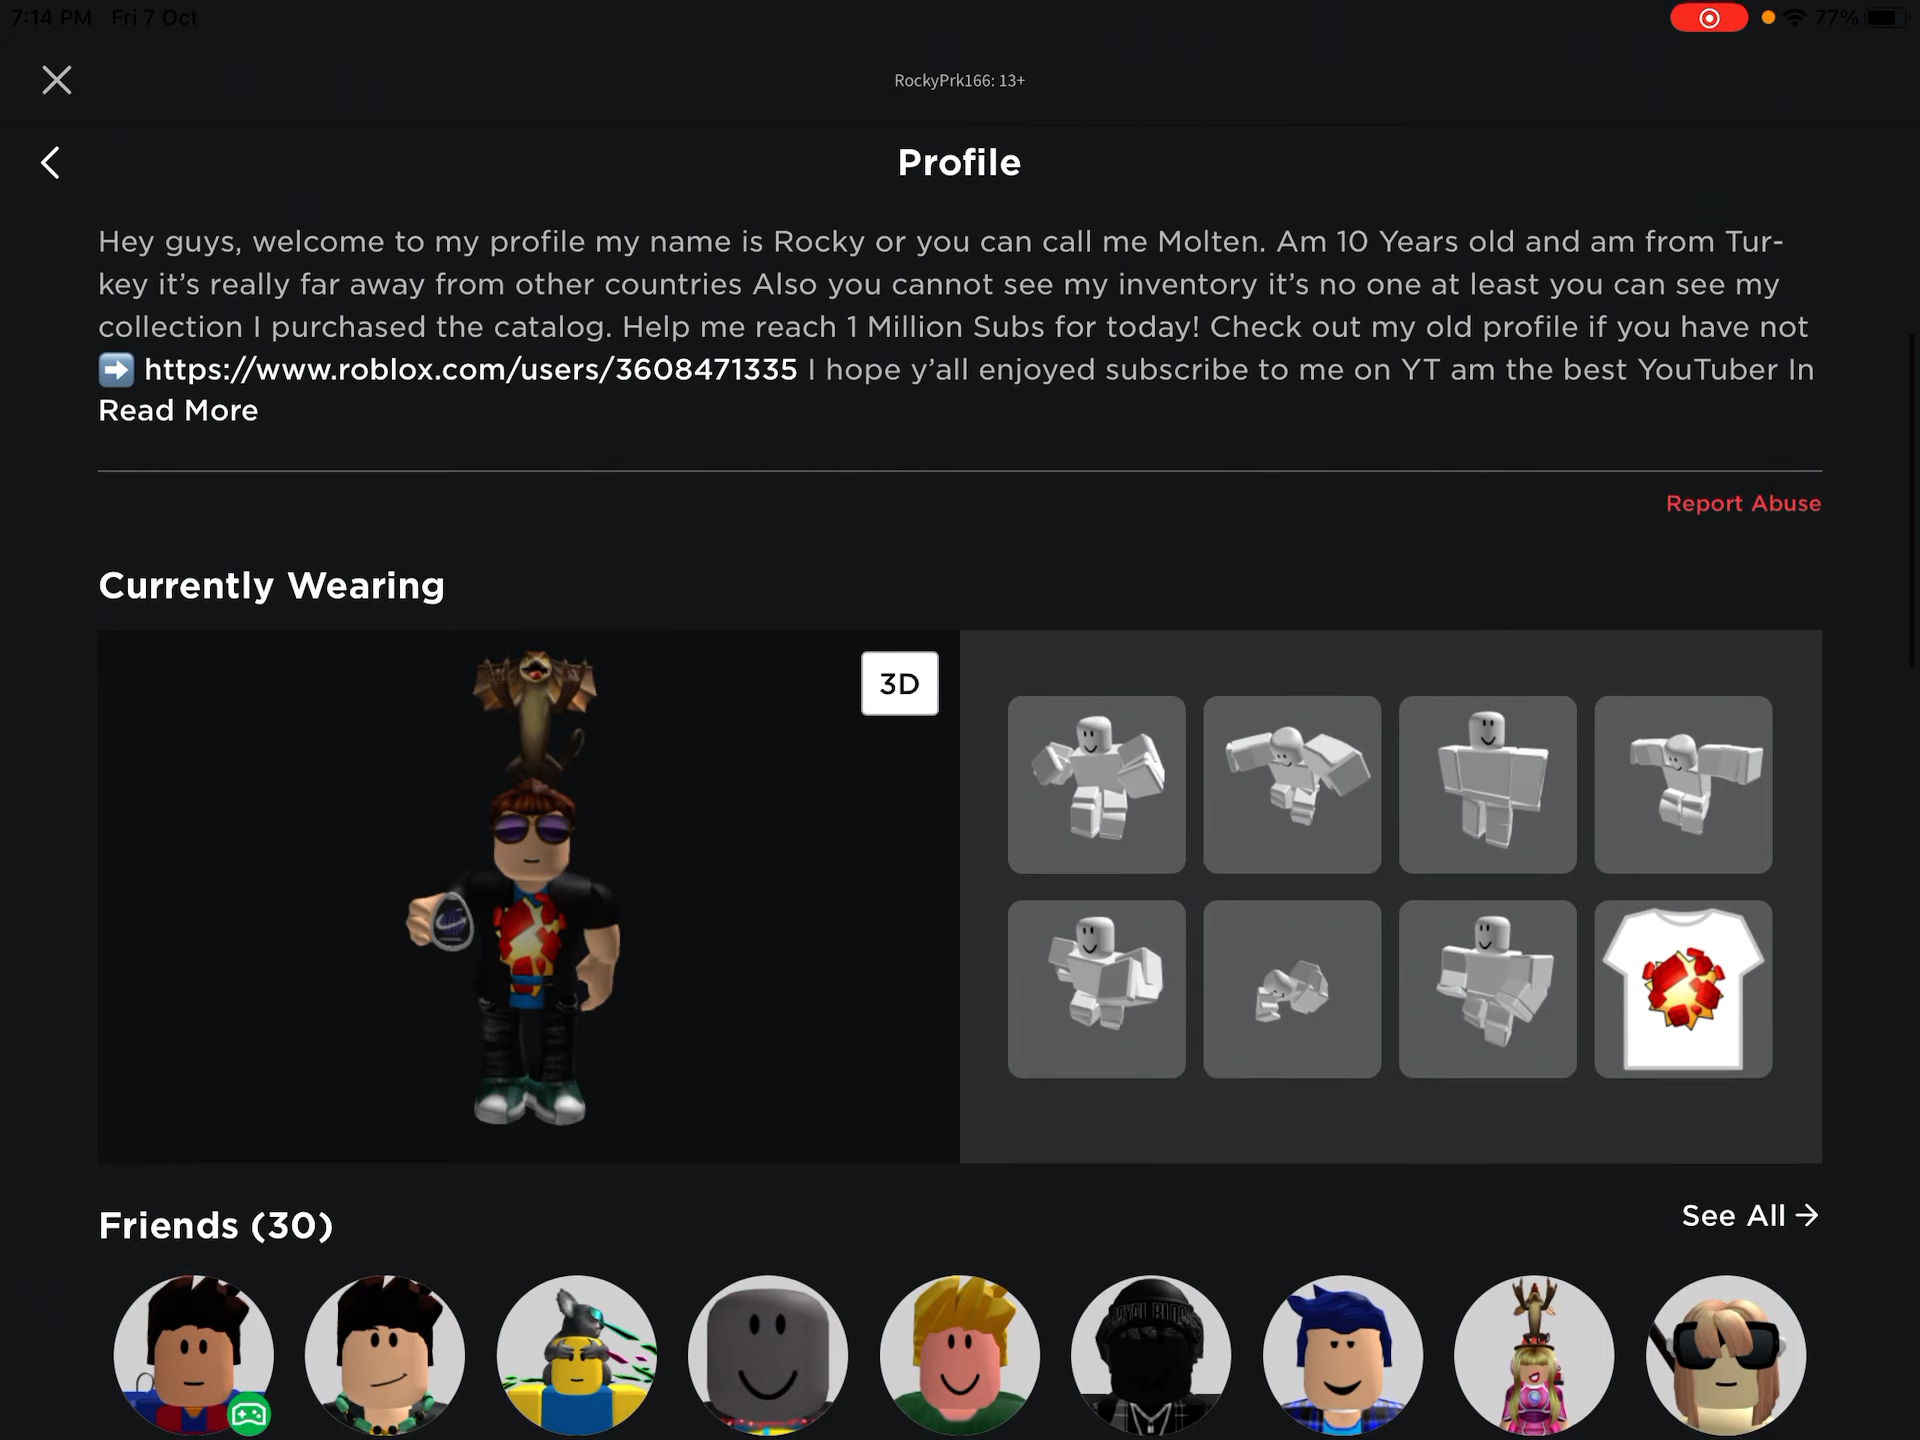 7:14 PM Fri 7 Oct
77%
RockyPrk166: 13+
Profile
Hey guys, welcome to my profile my name is Rocky or you can call me Molten. Am 10 Years old and am from Tur-
key it’s really far away from other countries Also you cannot see my inventory it’s no one at least you can see my
collection I purchased the catalog. Help me reach 1 Million Subs for today! Check out my old profile if you have not
➡️ https://www.roblox.com/users/3608471335 I hope y’all enjoyed subscribe to me on YT am the best YouTuber In
Read More
Report Abuse
Currently Wearing
3D
Friends (30)
See All →